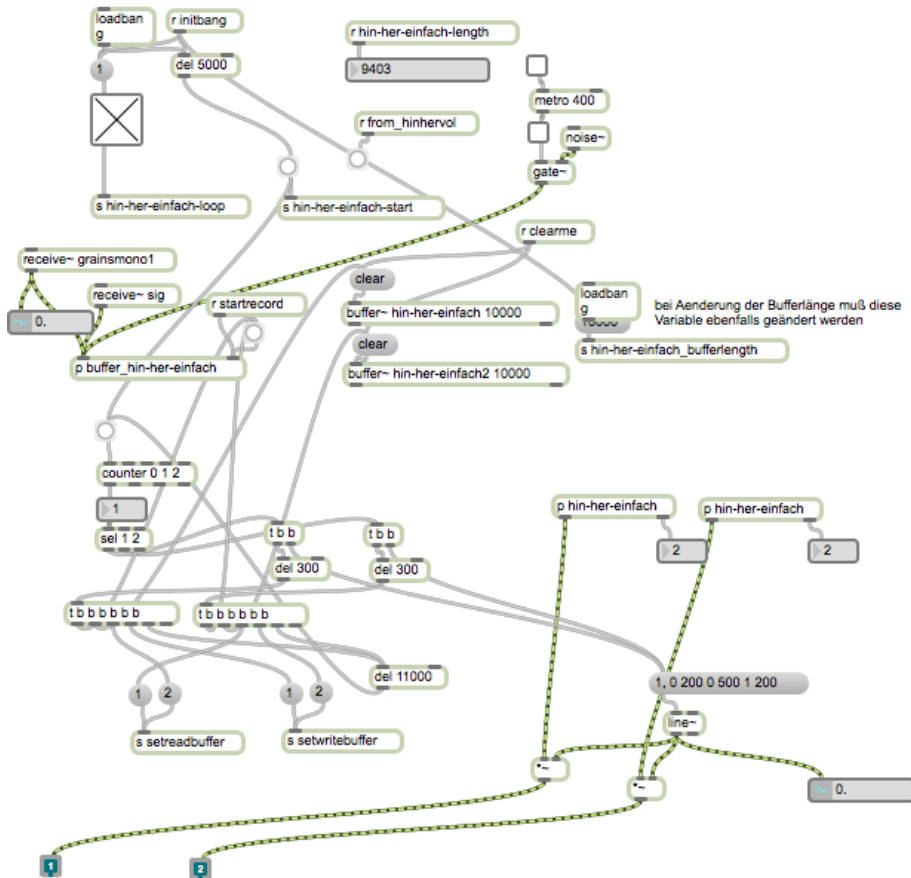 loadban
g
r initbang
1
del 5000
r hin-her-einfach-length
9403
metro 400
noise~
gate~
r from_hinhervol
s hin-her-einfach-loop
s hin-her-einfach-start
r clearme
receive~ grainsmono1
receive~ sig
0.
r startrecord
p buffer_hin-her-einfach
clear
buffer~ hin-her-einfach 10000
clear
buffer~ hin-her-einfach2 10000
loadban
g
s hin-her-einfach_bufferlength
bei Aenderung der Bufferlänge muß diese
Variable ebenfalls geändert werden
counter 0 1 2
1
sel 1 2
t b b
t b b
del 300
del 300
t b b b b b b
t b b b b b b
del 11000
1
2
1
2
s setreadbuffer
s setwritebuffer
p hin-her-einfach
p hin-her-einfach
2
2
1, 0 200 0 500 1 200
line~
*~
*~
0.
1
2